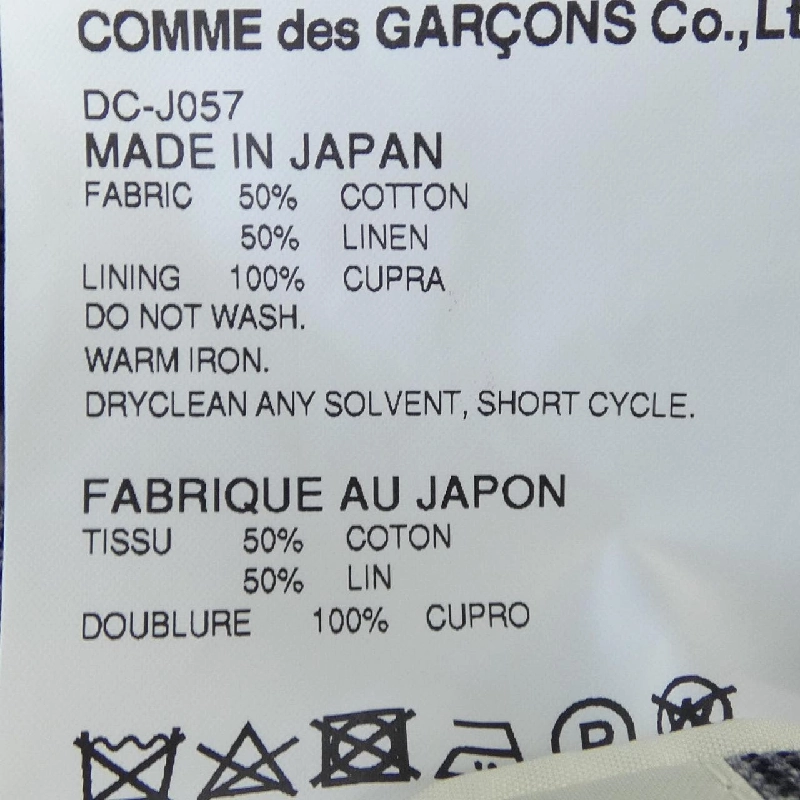 COMME des GARÇONS Co.,Lt
DC-J057
MADE IN JAPAN
FABRIC 50% COTTON
50% LINEN
LINING 100% CUPRA
DO NOT WASH.
WARM IRON.
DRYCLEAN ANY SOLVENT, SHORT CYCLE.
FABRIQUE AU JAPON
TISSU 50% COTON
50% LIN
DOUBLURE 100% CUPRO
P W